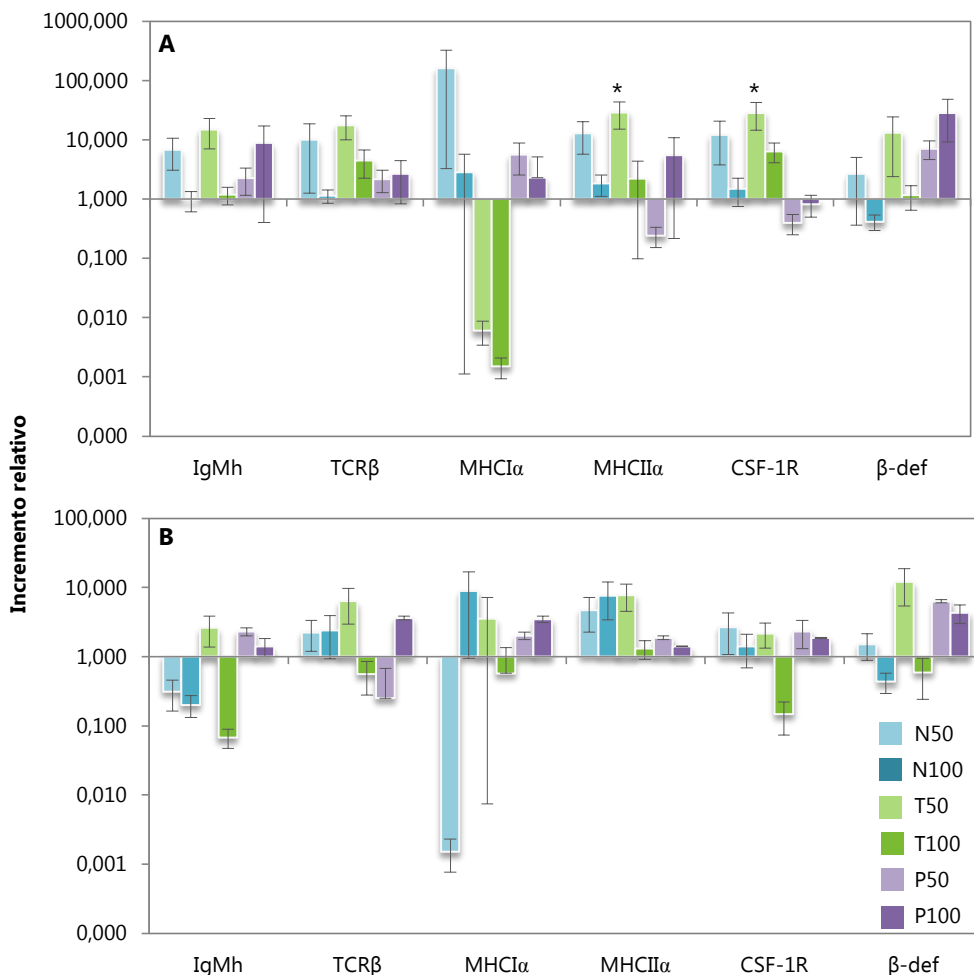 Incremento relativo
A
1000,000
100,000
10,000
1,000
0,100
0,010
0,001
0,000
* *
IgMh TCRβ MHCIα MHCIIα CSF-1R β-def
B
100,000
10,000
1,000
0,100
0,010
0,001
0,000
N50
N100
T50
T100
P50
P100
IgMh TCRβ MHCIα MHCIIα CSF-1R β-def